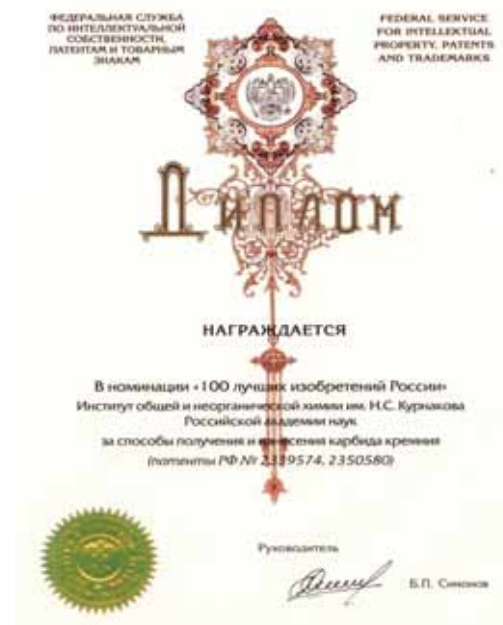 ФЕДЕРАЛЬНАЯ СЛУЖБА
ПО ИНТЕЛЛЕКТУАЛЬНОЙ
СОБСТВЕННОСТИ,
ПАТЕНТАМ И ТОВАРНЫМ
ЗНАКАМ
FEDERAL SERVICE
FOR INTELLEKTUAL
PROPERTY, PATENTS
AND TRADEMARKS
Диплом
НАГРАЖДАЕТСЯ
В номинации «100 лучших изобретений России»
Институт общей и неорганической химии им. Н.С. Курнакова
Российской академии наук
за способы получения и нанесения карбида кремния
(патенты РФ № 2339574, 2350580)
Руководитель
Б.П. Симонов